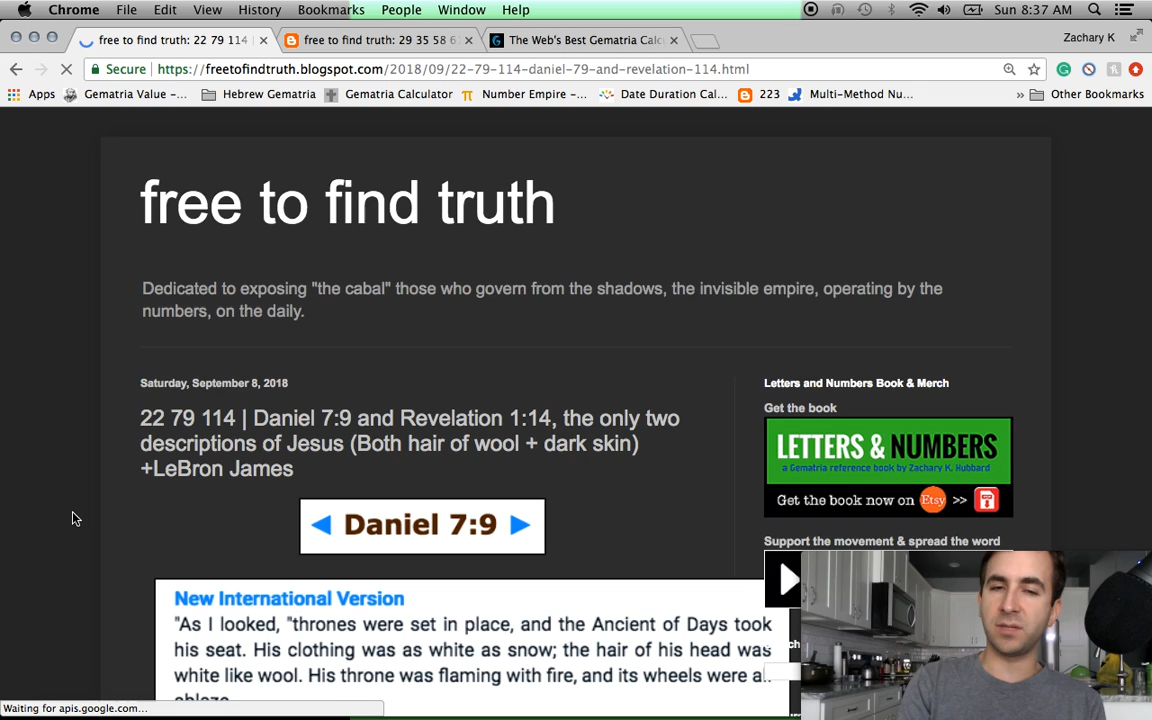 Chrome File Edit View History Bookmarks People Window Help Sun 8:37 AM
free to find truth: 22 79 114 free to find truth: 29 35 58 The Web's Best Gematria Calc Zachary K
Secure https://freetofindtruth.blogspot.com/2018/09/22-79-114-daniel-79-and-revelation-114.html
Apps Gematria Value –... Hebrew Gematria Gematria Calculator Number Empire –... Date Duration Cal... 223 Multi-Method Nu... » Other Bookmarks
free to find truth
Dedicated to exposing "the cabal" those who govern from the shadows, the invisible empire, operating by the
numbers, on the daily.
Saturday, September 8, 2018
22 79 114 | Daniel 7:9 and Revelation 1:14, the only two
descriptions of Jesus (Both hair of wool + dark skin)
+LeBron James
Daniel 7:9
New International Version
"As I looked, "thrones were set in place, and the Ancient of Days took
his seat. His clothing was as white as snow; the hair of his head was
white like wool. His throne was flaming with fire, and its wheels were all
ablaze.
Letters and Numbers Book & Merch
Get the book
LETTERS & NUMBERS
a Gematria reference book by Zachary K. Hubbard
Get the book now on Etsy >>
Support the movement & spread the word
Waiting for apis.google.com...